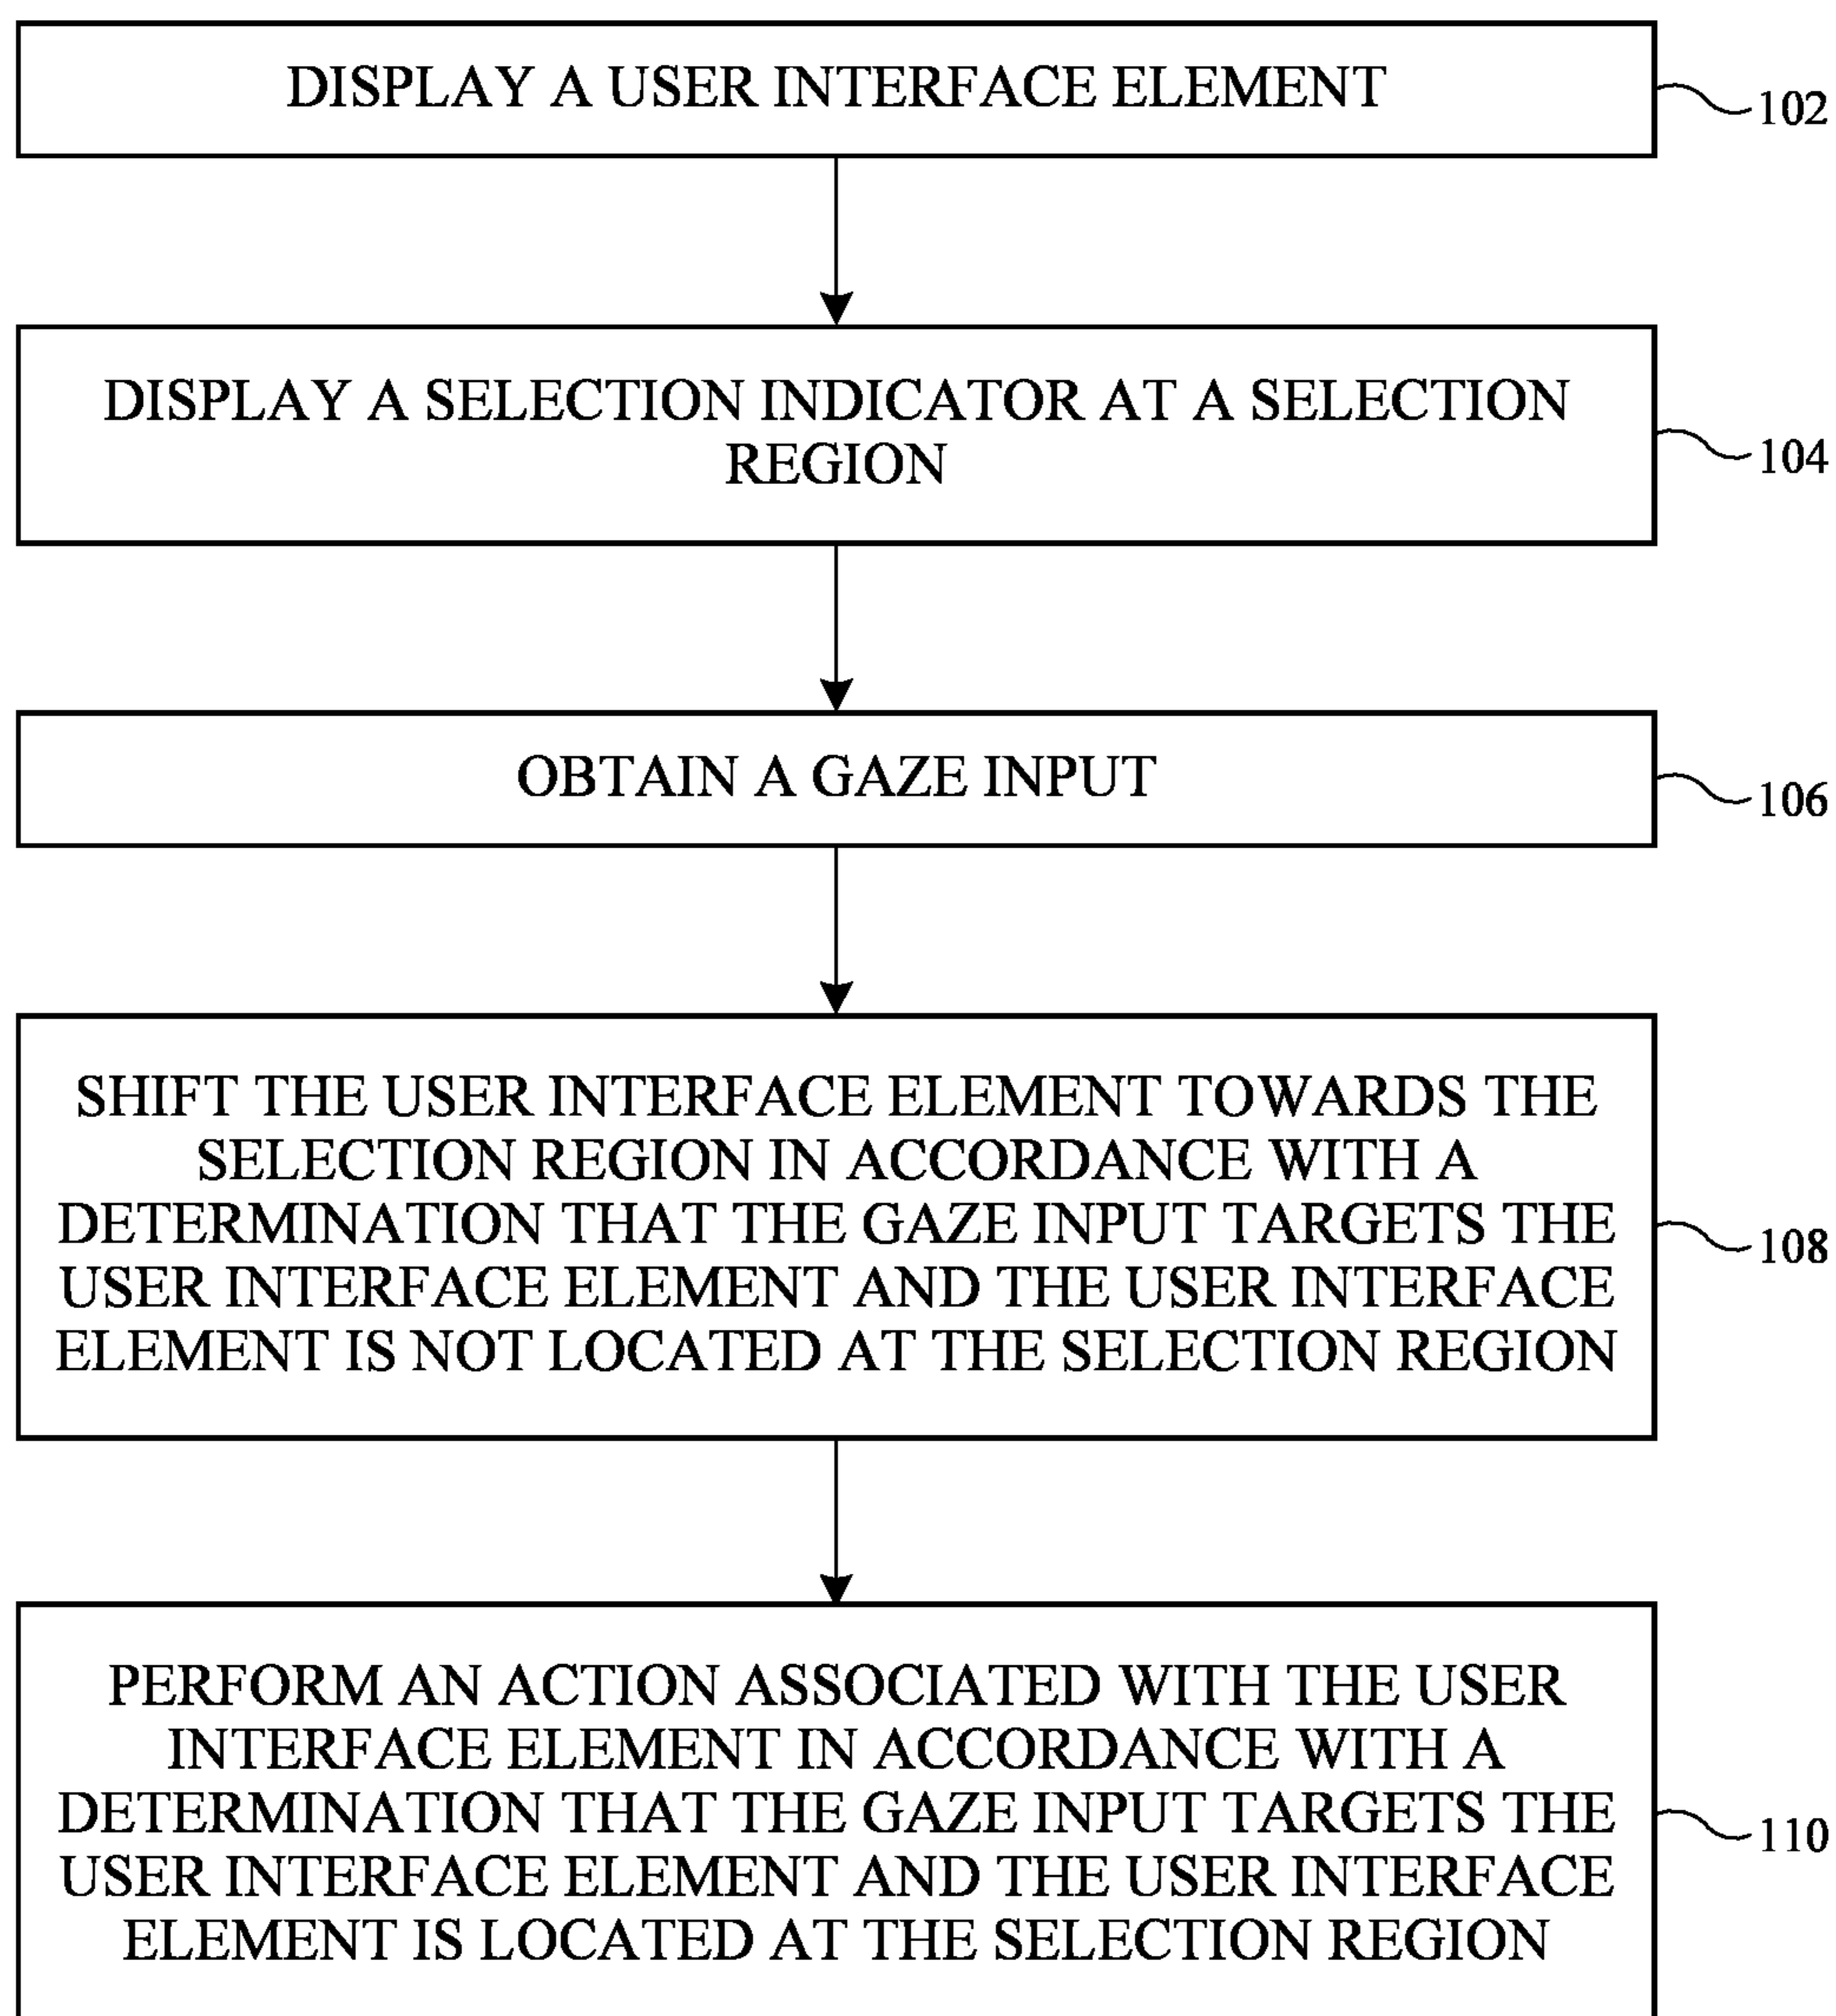 DISPLAY A USER INTERFACE ELEMENT
102
DISPLAY A SELECTION INDICATOR AT A SELECTION
REGION
104
OBTAIN A GAZE INPUT
106
SHIFT THE USER INTERFACE ELEMENT TOWARDS THE
SELECTION REGION IN ACCORDANCE WITH A
DETERMINATION THAT THE GAZE INPUT TARGETS THE
USER INTERFACE ELEMENT AND THE USER INTERFACE
ELEMENT IS NOT LOCATED AT THE SELECTION REGION
108
PERFORM AN ACTION ASSOCIATED WITH THE USER
INTERFACE ELEMENT IN ACCORDANCE WITH A
DETERMINATION THAT THE GAZE INPUT TARGETS THE
USER INTERFACE ELEMENT AND THE USER INTERFACE
ELEMENT IS LOCATED AT THE SELECTION REGION
110